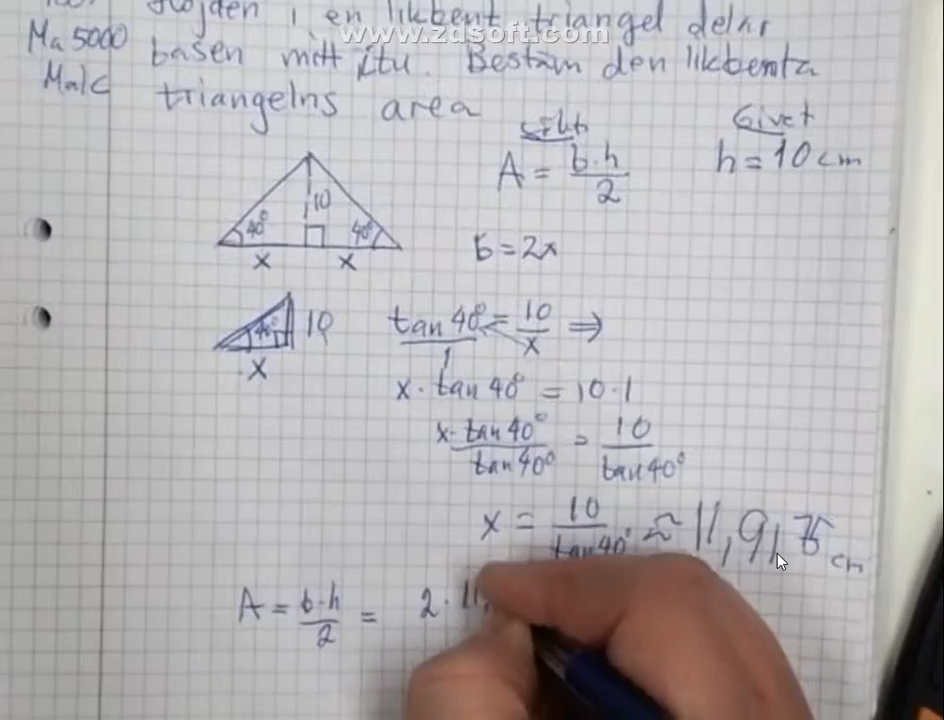 Höjden i en likbent triangel delar
www.zdsoft.com
Ma 5000 basen mitt itu. Bestäm den likbenta
Ma1c triangelns area
Givet
A = b·h/2
h = 10 cm
10
40° 40°
x x
b = 2x
40° 10
x
tan 40° = 10/x ⇒
1
x · tan 40° = 10 · 1
x · tan 40°/tan 40° = 10/tan 40°
x = 10/tan 40° ≈ 11,9175 cm
A = b·h/2 = 2 · 11,